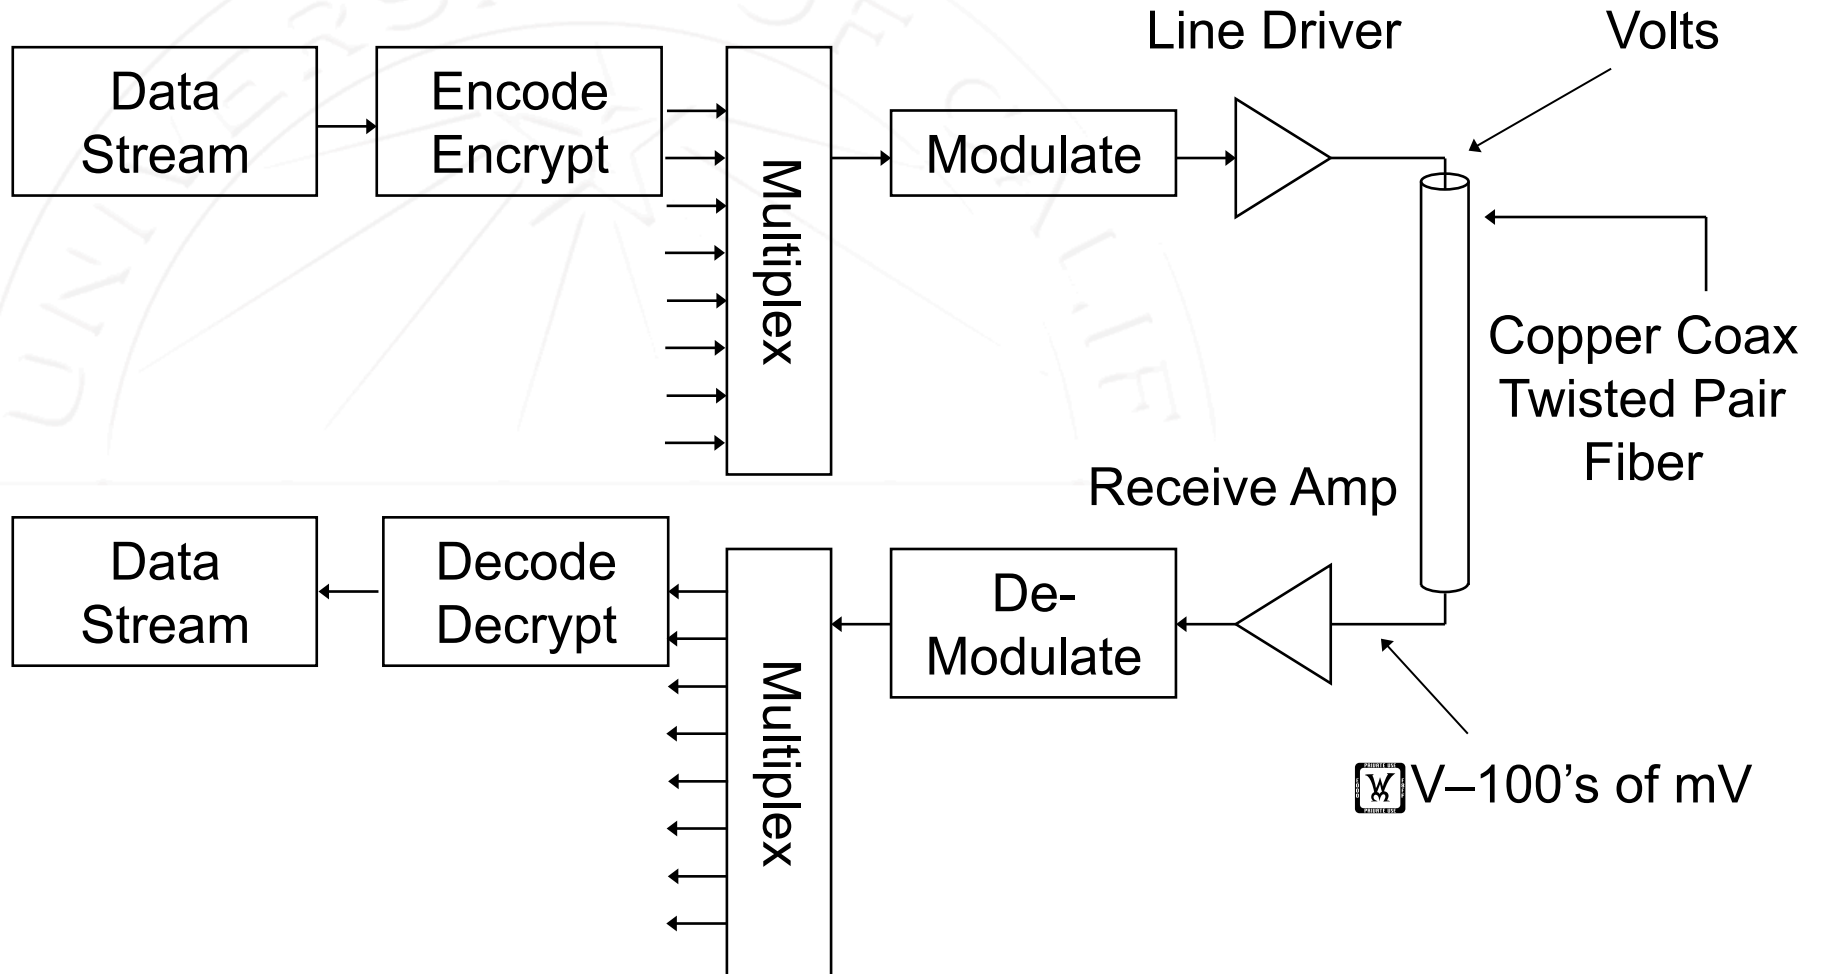 Line Driver
Volts
Data
Stream
Encode
Encrypt
Multiplex
Modulate
Copper Coax
Twisted Pair
Fiber
Receive Amp
Data
Stream
Decode
Decrypt
Multiplex
De-
Modulate
V–100’s of mV